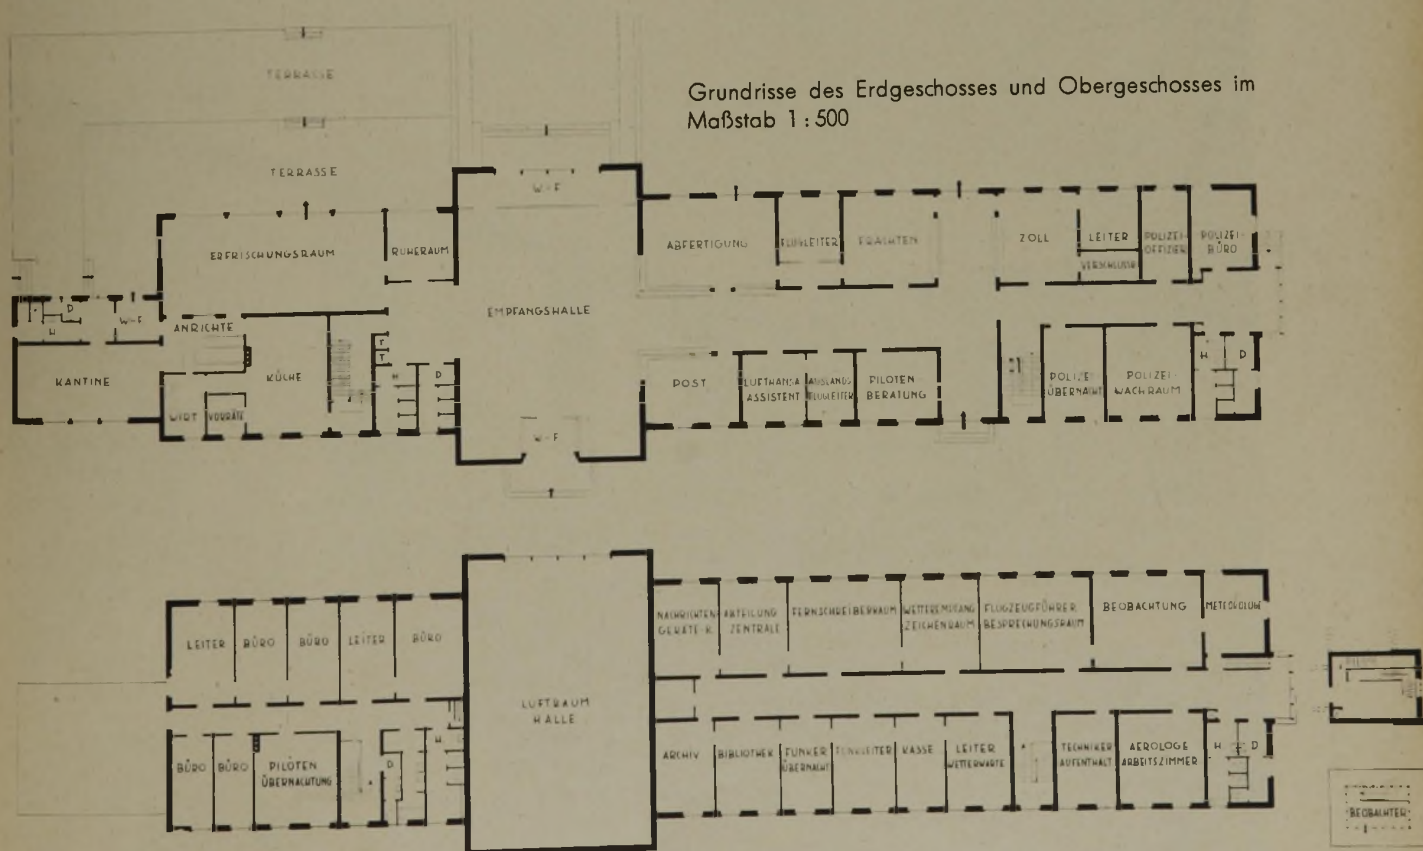 Grundrisse des Erdgeschosses und Obergeschosses im
Maßstab 1 : 500
TERRASSE
TERRASSE
W-F
ERFRISCHUNGSRAUM
RUHERAUM
ABFERTIGUNG
FLUGLEITER
FRACHTEN
ZOLL
LEITER
VERSCHLUSS
POLIZEI-
OFFIZIER
POLIZEI-
BÜRO
EMPFANGSHALLE
D
H
W-F
ANRICHTE
KANTINE
KÜCHE
T
T
H
D
WIRT
VORRÄTE
POST
LUFTHANSA
ASSISTENT
AUSLANDS
FLUGLEITER
PILOTEN
BERATUNG
POLIZEI
ÜBERNACHT
POLIZEI-
WACHRAUM
H
D
W-F
LEITER
BÜRO
BÜRO
LEITER
BÜRO
NACHRICHTEN
GERÄTE-R.
ABTEILUNG
ZENTRALE
FERNSCHREIBERRAUM
ZEICHENRAUM
FLUGZEUGFÜHRER
BESPRECHUNGSRAUM
BEOBACHTUNG
LUFTRAUM
HALLE
BÜRO
BÜRO
PILOTEN
ÜBERNACHTUNG
D
H
ARCHIV
BIBLIOTHEK
FUNKER
ÜBERNACHT
FUNKLEITER
KASSE
LEITER
WETTERWARTE
TECHNIKER
AUFENTHALT
AEROLOGE
ARBEITSZIMMER
H
D
BEOBACHTER